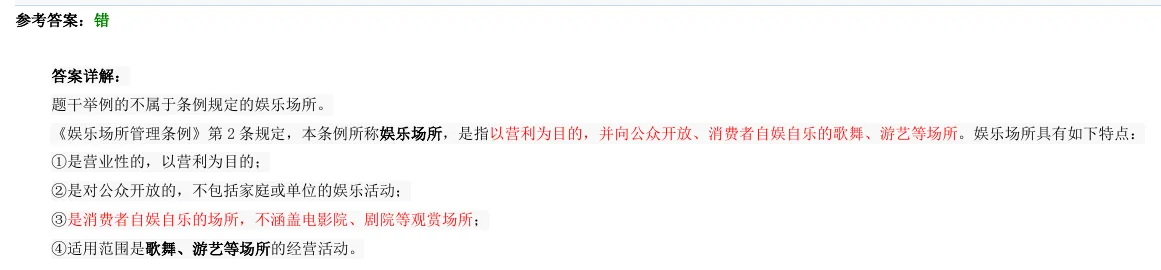 参考答案：错
答案详解：
题干举例的不属于条例规定的娱乐场所。
《娱乐场所管理条例》第 2 条规定，本条例所称娱乐场所，是指以营利为目的，并向公众开放、消费者自娱自乐的歌舞、游艺等场所。娱乐场所具有如下特点：
①是营业性的，以营利为目的；
②是对公众开放的，不包括家庭或单位的娱乐活动；
③是消费者自娱自乐的场所，不涵盖电影院、剧院等观赏场所；
④适用范围是歌舞、游艺等场所的经营活动。